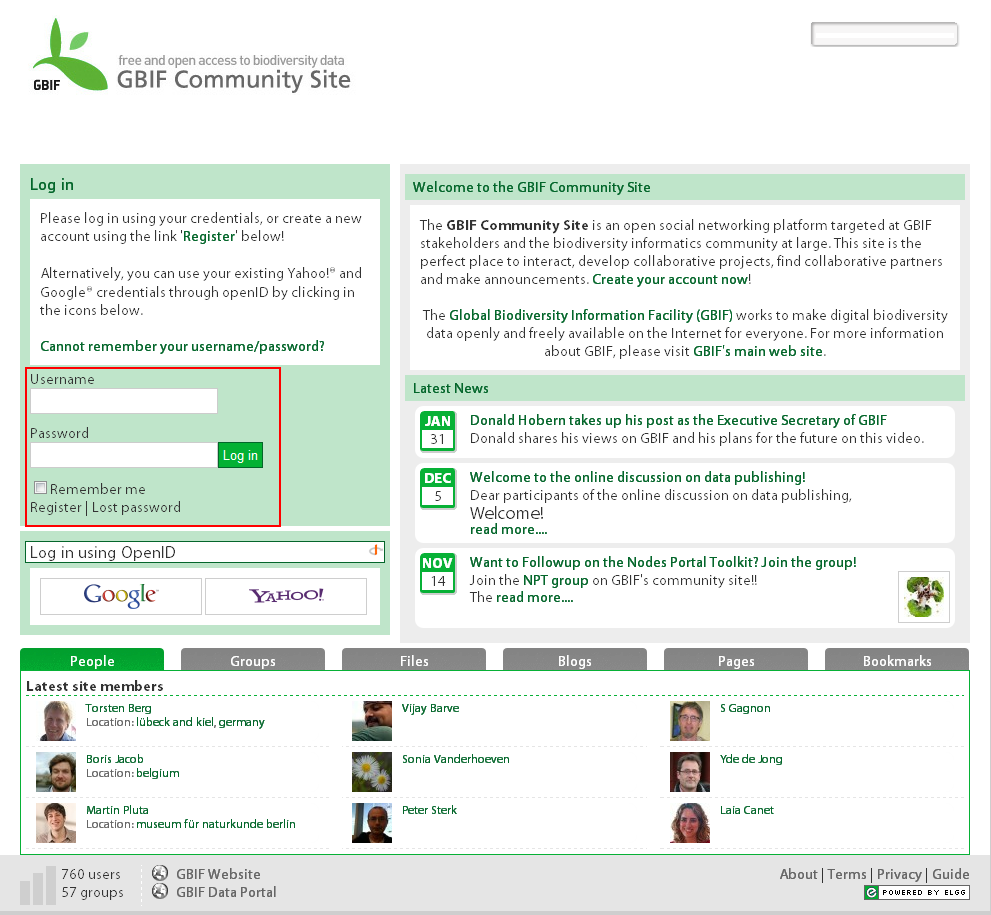 free and open access to biodiversity data
GBIF GBIF Community Site
Log in
Please log in using your credentials, or create a new
account using the link 'Register' below!
Alternatively, you can use your existing Yahoo!® and
Google® credentials through openID by clicking in
the icons below.
Cannot remember your username/password?
Username
Password
Log in
Remember me
Register | Lost password
Log in using OpenID
Google YAHOO!
Welcome to the GBIF Community Site
The GBIF Community Site is an open social networking platform targeted at GBIF
stakeholders and the biodiversity informatics community at large. This site is the
perfect place to interact, develop collaborative projects, find collaborative partners
and make announcements. Create your account now!
The Global Biodiversity Information Facility (GBIF) works to make digital biodiversity
data openly and freely available on the Internet for everyone. For more information
about GBIF, please visit GBIF's main web site.
Latest News
JAN
31
Donald Hobern takes up his post as the Executive Secretary of GBIF
Donald shares his views on GBIF and his plans for the future on this video.
DEC
5
Welcome to the online discussion on data publishing!
Dear participants of the online discussion on data publishing,
Welcome!
read more....
NOV
14
Want to Followup on the Nodes Portal Toolkit? Join the group!
Join the NPT group on GBIF's community site!!
The read more....
People Groups Files Blogs Pages Bookmarks
Latest site members
Torsten Berg
Location: lübeck and kiel, germany
Vijay Barve
S Gagnon
Boris Jacob
Location: belgium
Sonia Vanderhoeven
Yde de Jong
Martin Pluta
Location: museum für naturkunde berlin
Peter Sterk
Laia Canet
760 users
57 groups
GBIF Website
GBIF Data Portal
About | Terms | Privacy | Guide
POWERED BY ELGG